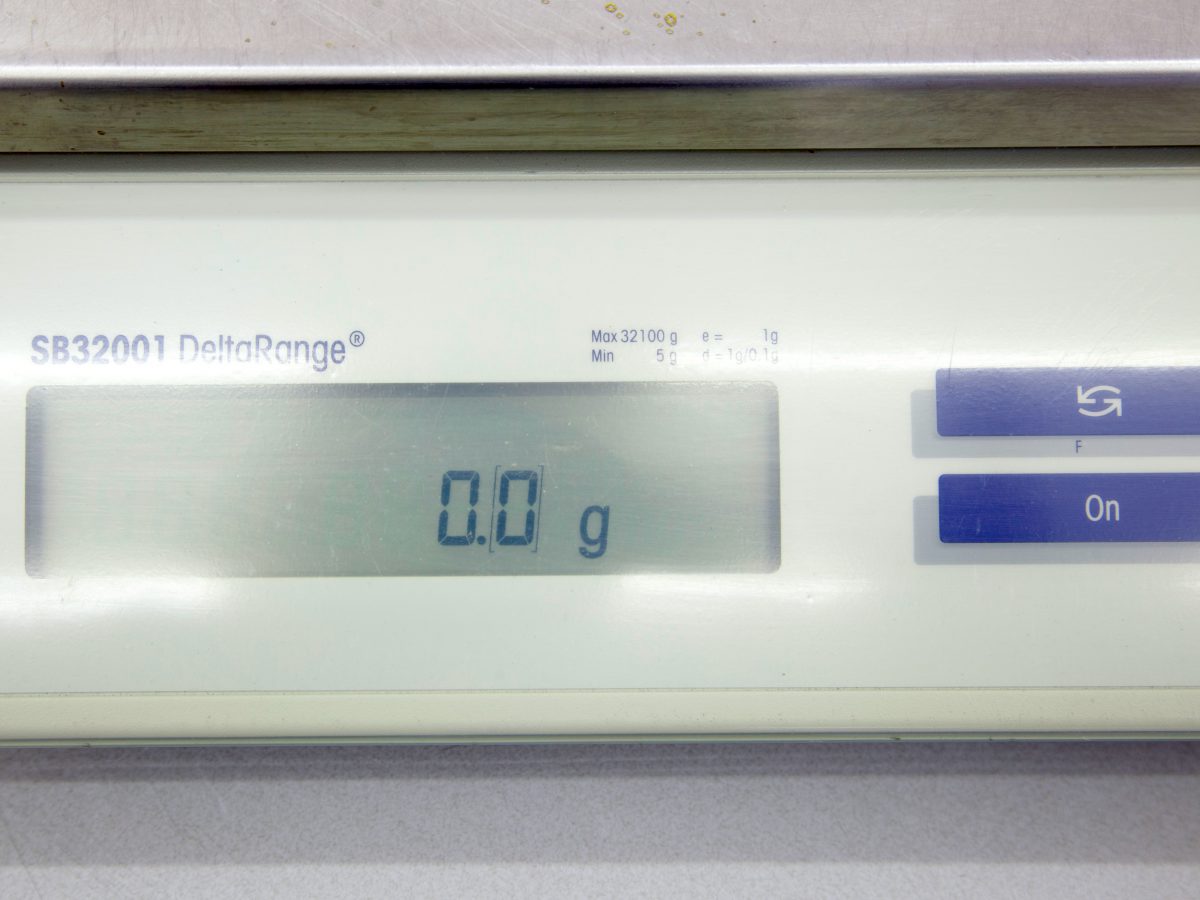 SB32001 DeltaRange®
Max 32100 g e = 1g
Min 5 g d = 1g/0.1g
0.[0] g
F
On